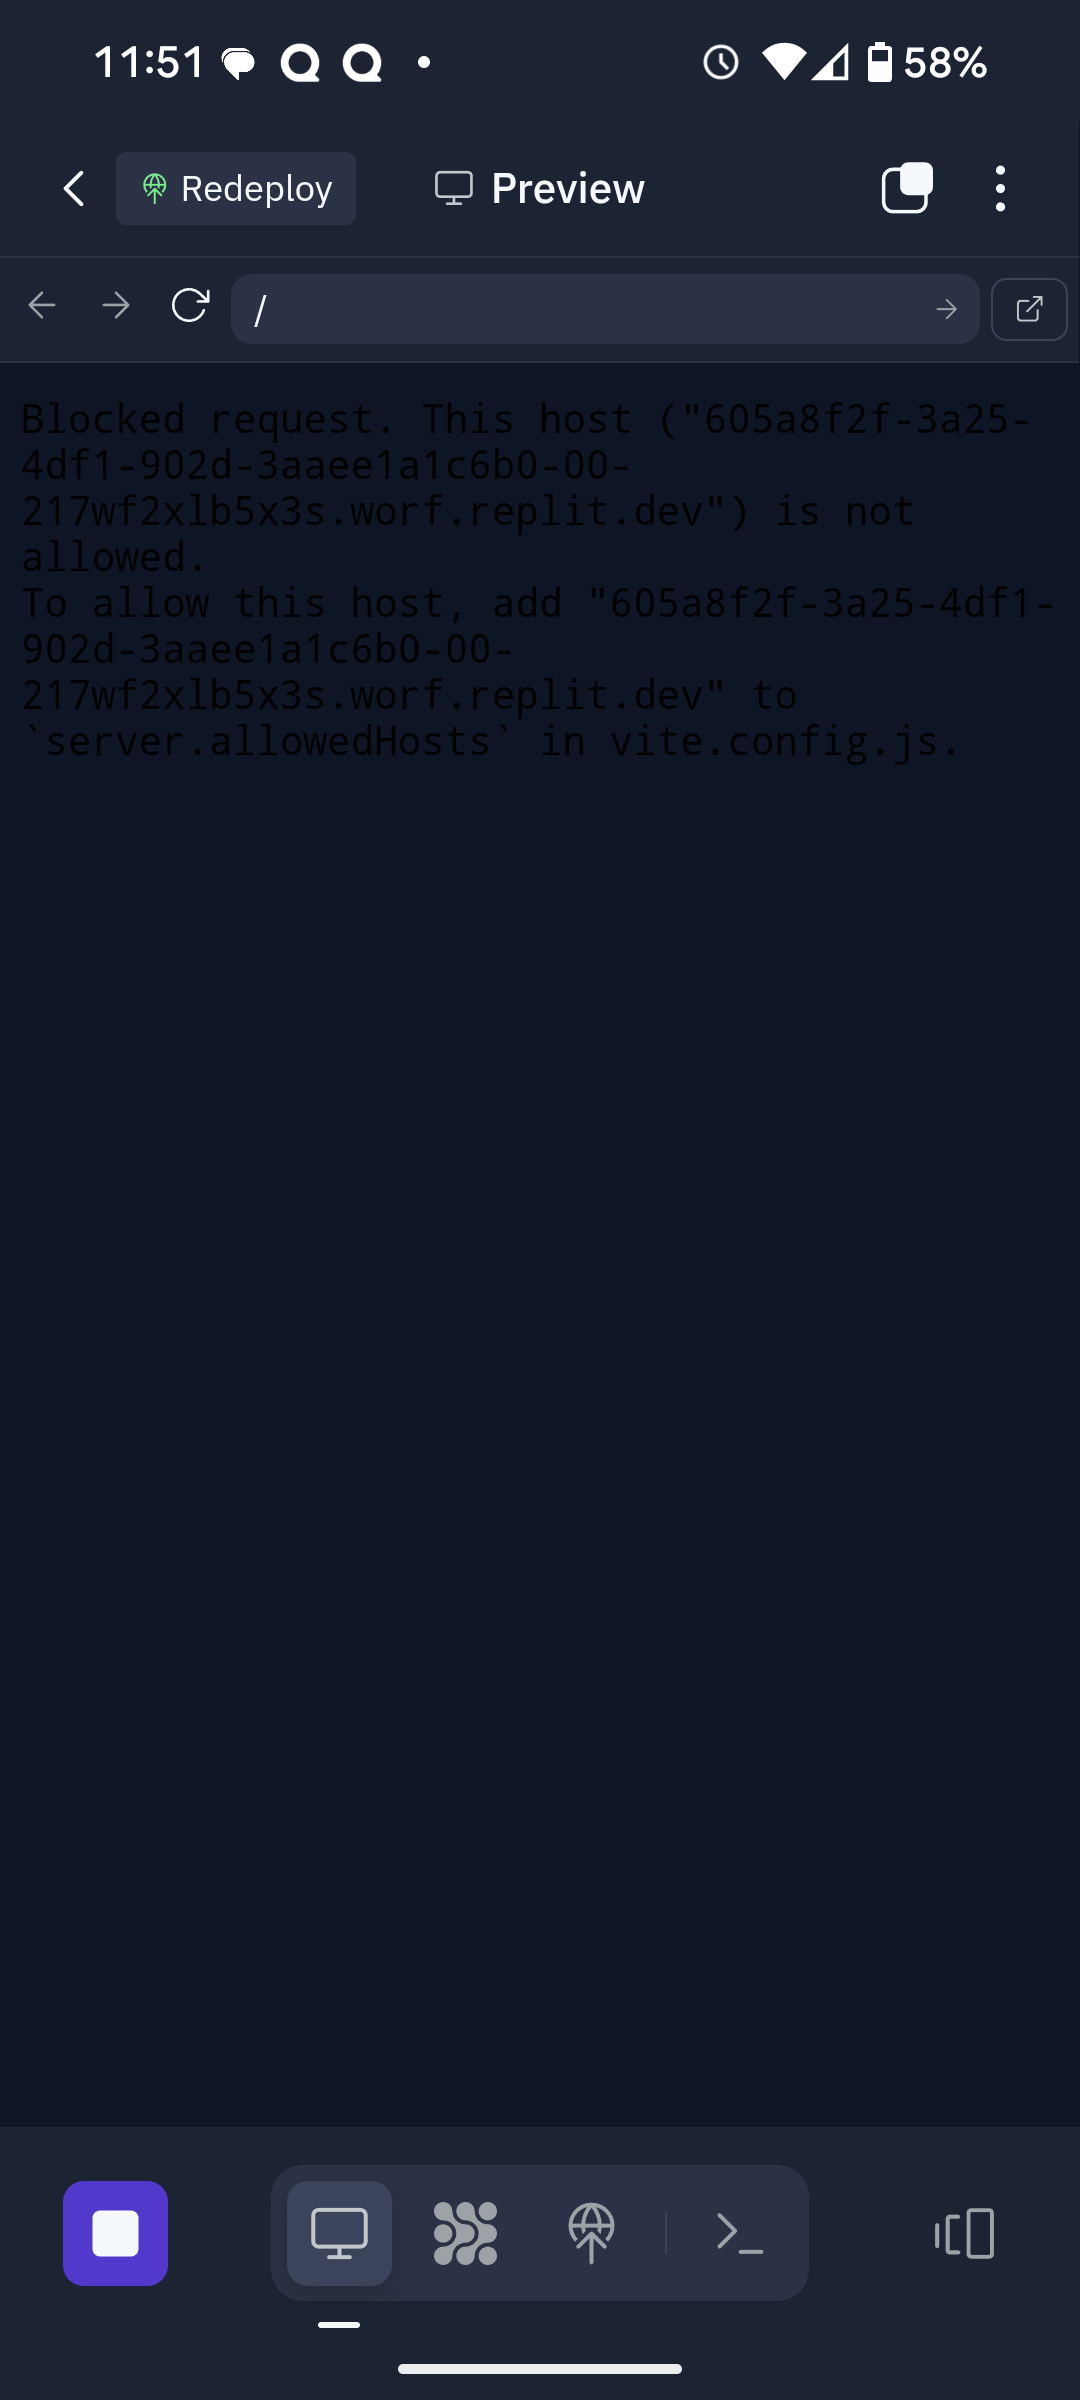 11:51
58%
Redeploy
Preview
/
Blocked request. This host ("605a8f2f-3a25-
4df1-902d-3aaee1a1c6b0-00-
217wf2xlb5x3s.worf.replit.dev") is not
allowed.
To allow this host, add "605a8f2f-3a25-4df1-
902d-3aaee1a1c6b0-00-
217wf2xlb5x3s.worf.replit.dev" to
`server.allowedHosts` in vite.config.js.